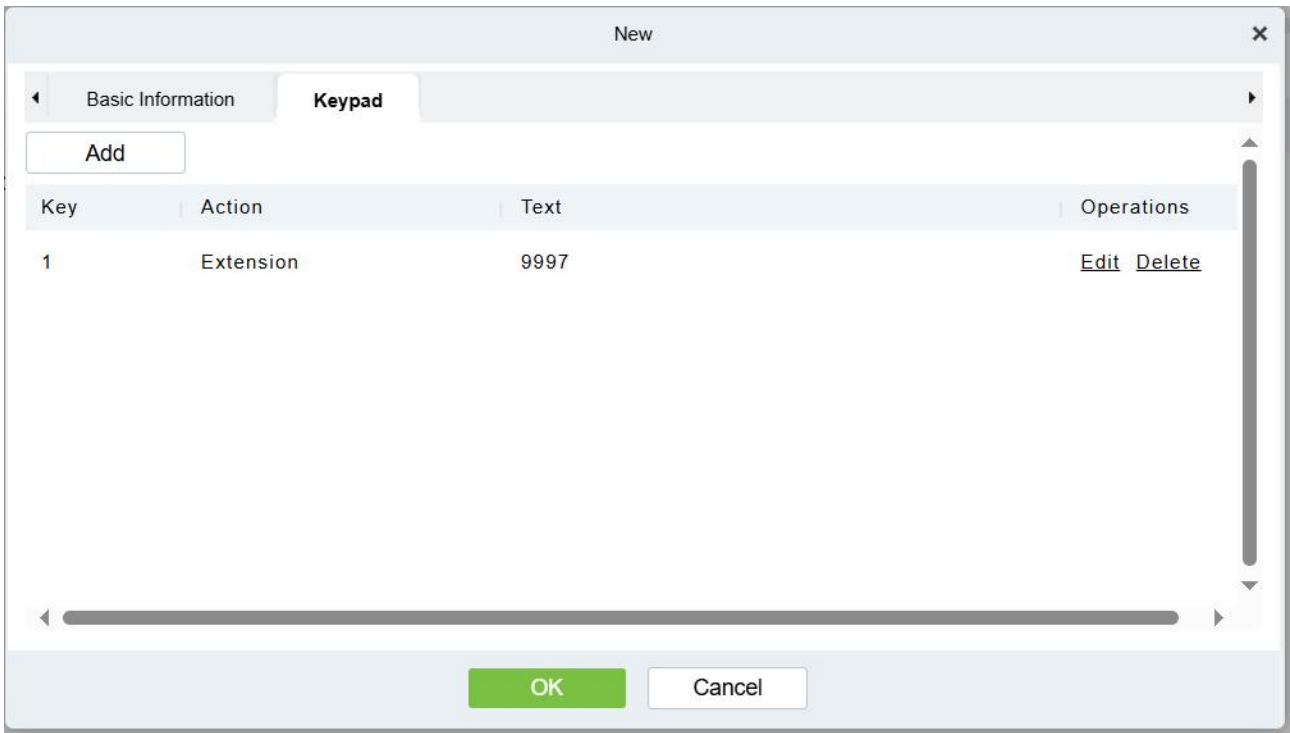 New
Basic Information Keypad
Add
Key Action Text Operations
1 Extension 9997 Edit Delete
OK Cancel